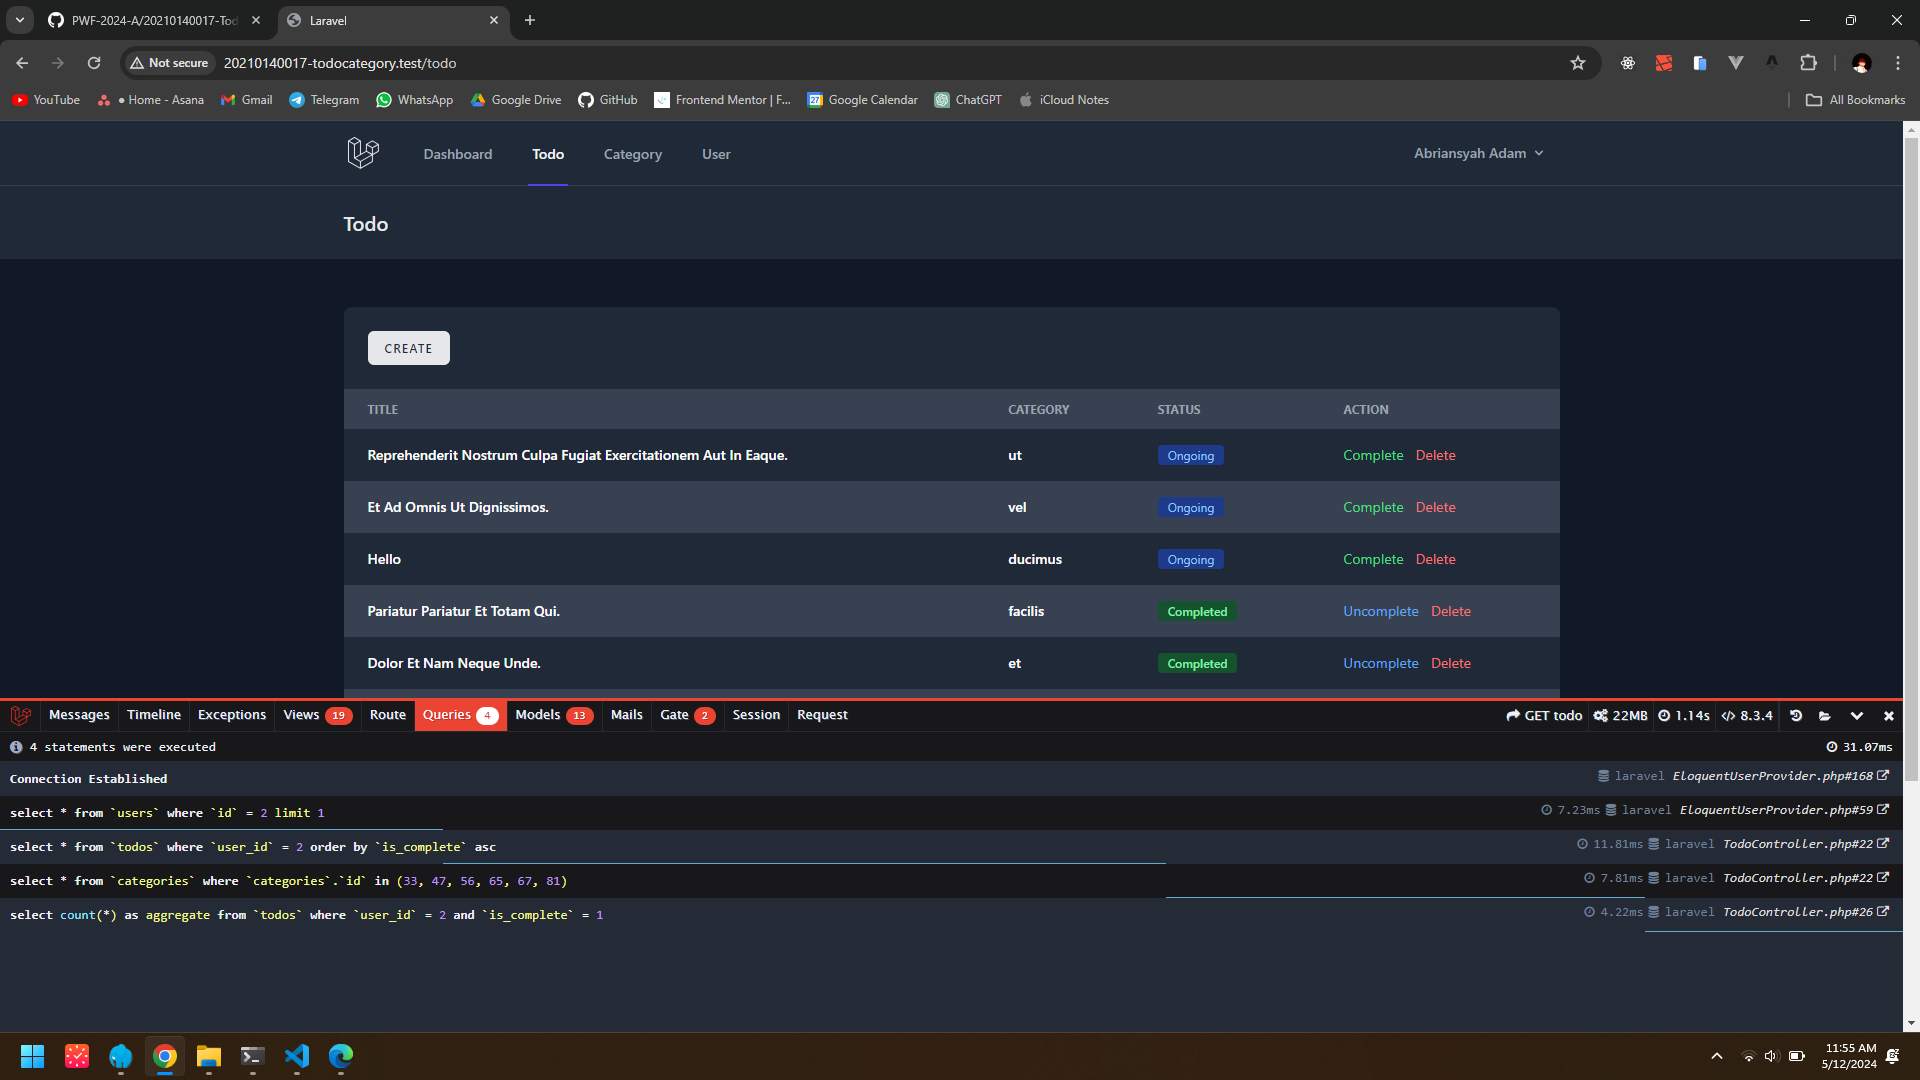 PWF-2024-A/20210140017-Tod
Laravel
Not secure
20210140017-todocategory.test/todo
YouTube
● Home - Asana
Gmail
Telegram
WhatsApp
Google Drive
GitHub
Frontend Mentor | F...
27
Google Calendar
ChatGPT
iCloud Notes
All Bookmarks
Dashboard
Todo
Category
User
Abriansyah Adam
Todo
CREATE
TITLE CATEGORY STATUS ACTION
Reprehenderit Nostrum Culpa Fugiat Exercitationem Aut In Eaque. ut Ongoing Complete Delete
Et Ad Omnis Ut Dignissimos. vel Ongoing Complete Delete
Hello ducimus Ongoing Complete Delete
Pariatur Pariatur Et Totam Qui. facilis Completed Uncomplete Delete
Dolor Et Nam Neque Unde. et Completed Uncomplete Delete
Messages Timeline Exceptions Views 19 Route Queries 4 Models 13 Mails Gate 2 Session Request GET todo 22MB 1.14s 8.3.4
4 statements were executed 31.07ms
Connection Established laravel EloquentUserProvider.php#168
select * from `users` where `id` = 2 limit 1 7.23ms laravel EloquentUserProvider.php#59
select * from `todos` where `user_id` = 2 order by `is_complete` asc 11.81ms laravel TodoController.php#22
select * from `categories` where `categories`.`id` in (33, 47, 56, 65, 67, 81) 7.81ms laravel TodoController.php#22
select count(*) as aggregate from `todos` where `user_id` = 2 and `is_complete` = 1 4.22ms laravel TodoController.php#26
11:55 AM
5/12/2024